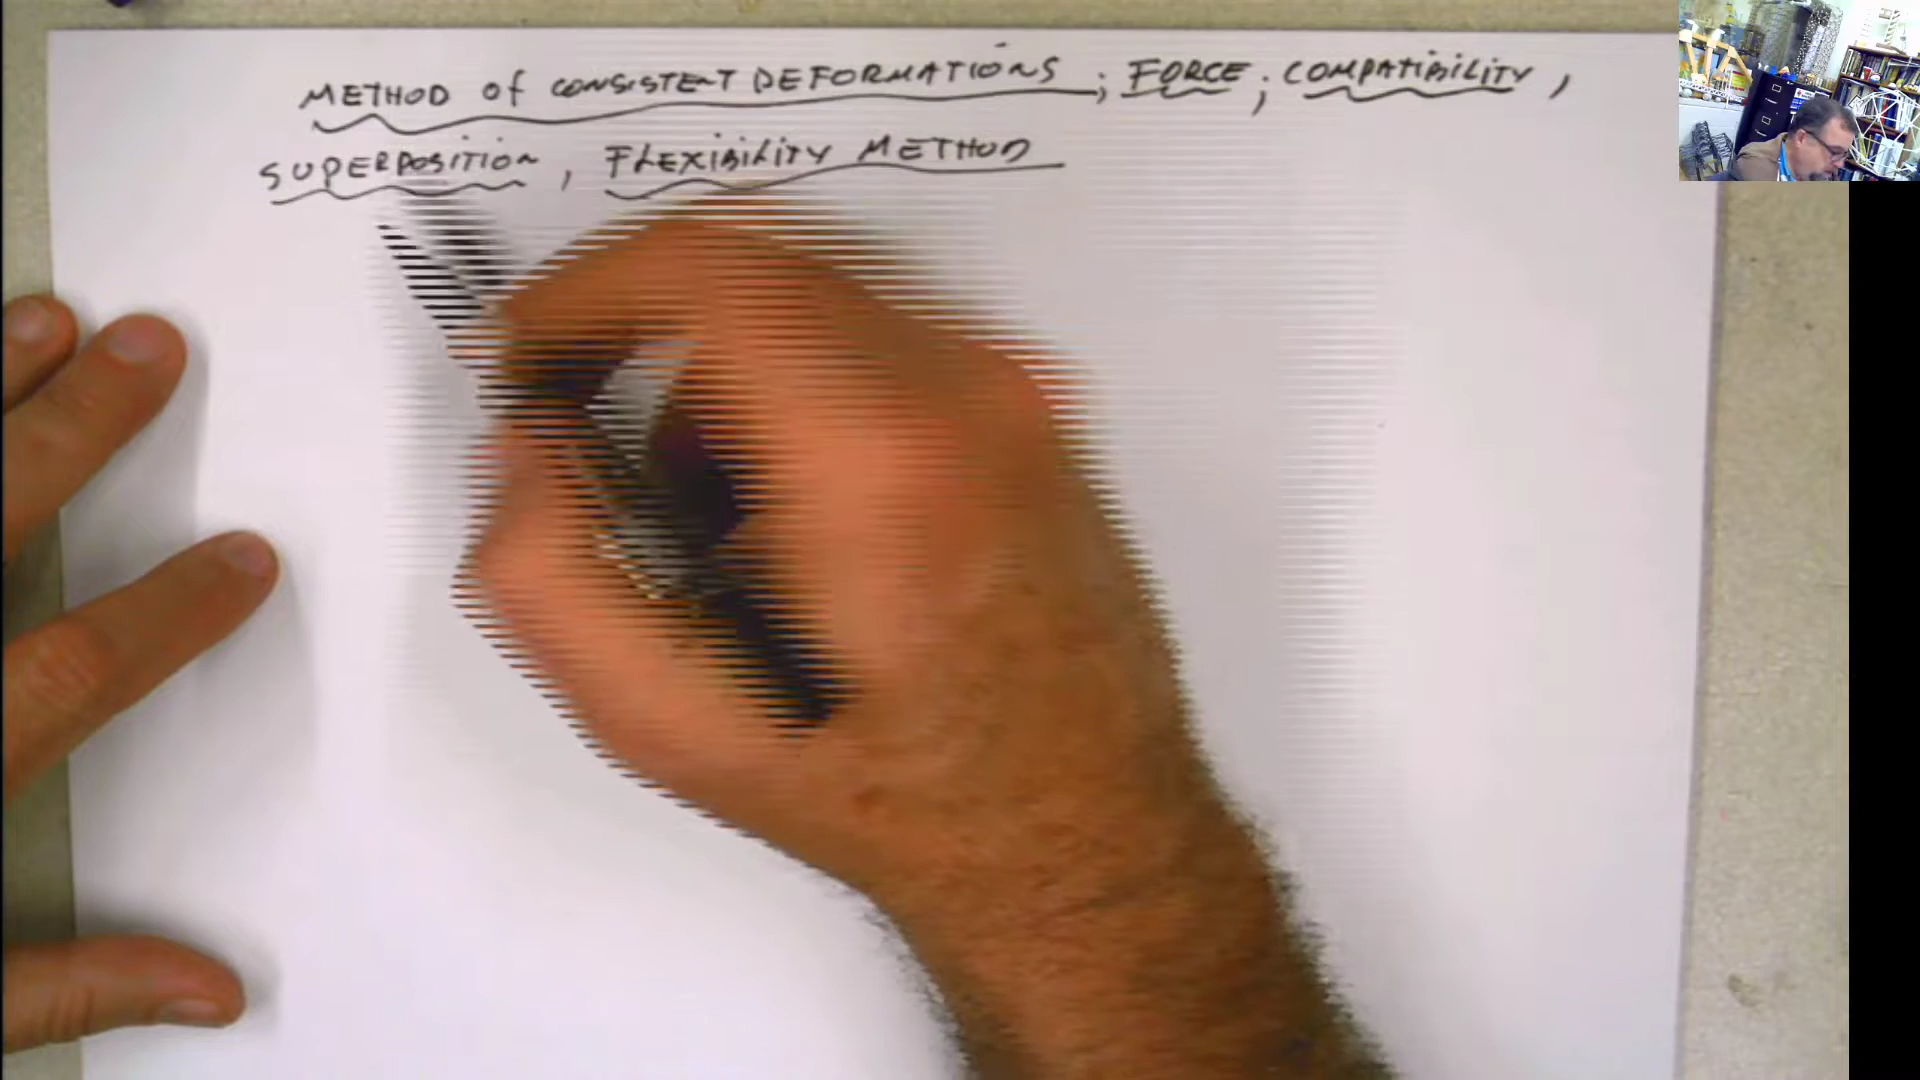 METHOD of CONSISTENT DEFORMATIONS ; FORCE ; COMPATIBILITY ,
SUPERPOSITION , FLEXIBILITY METHOD